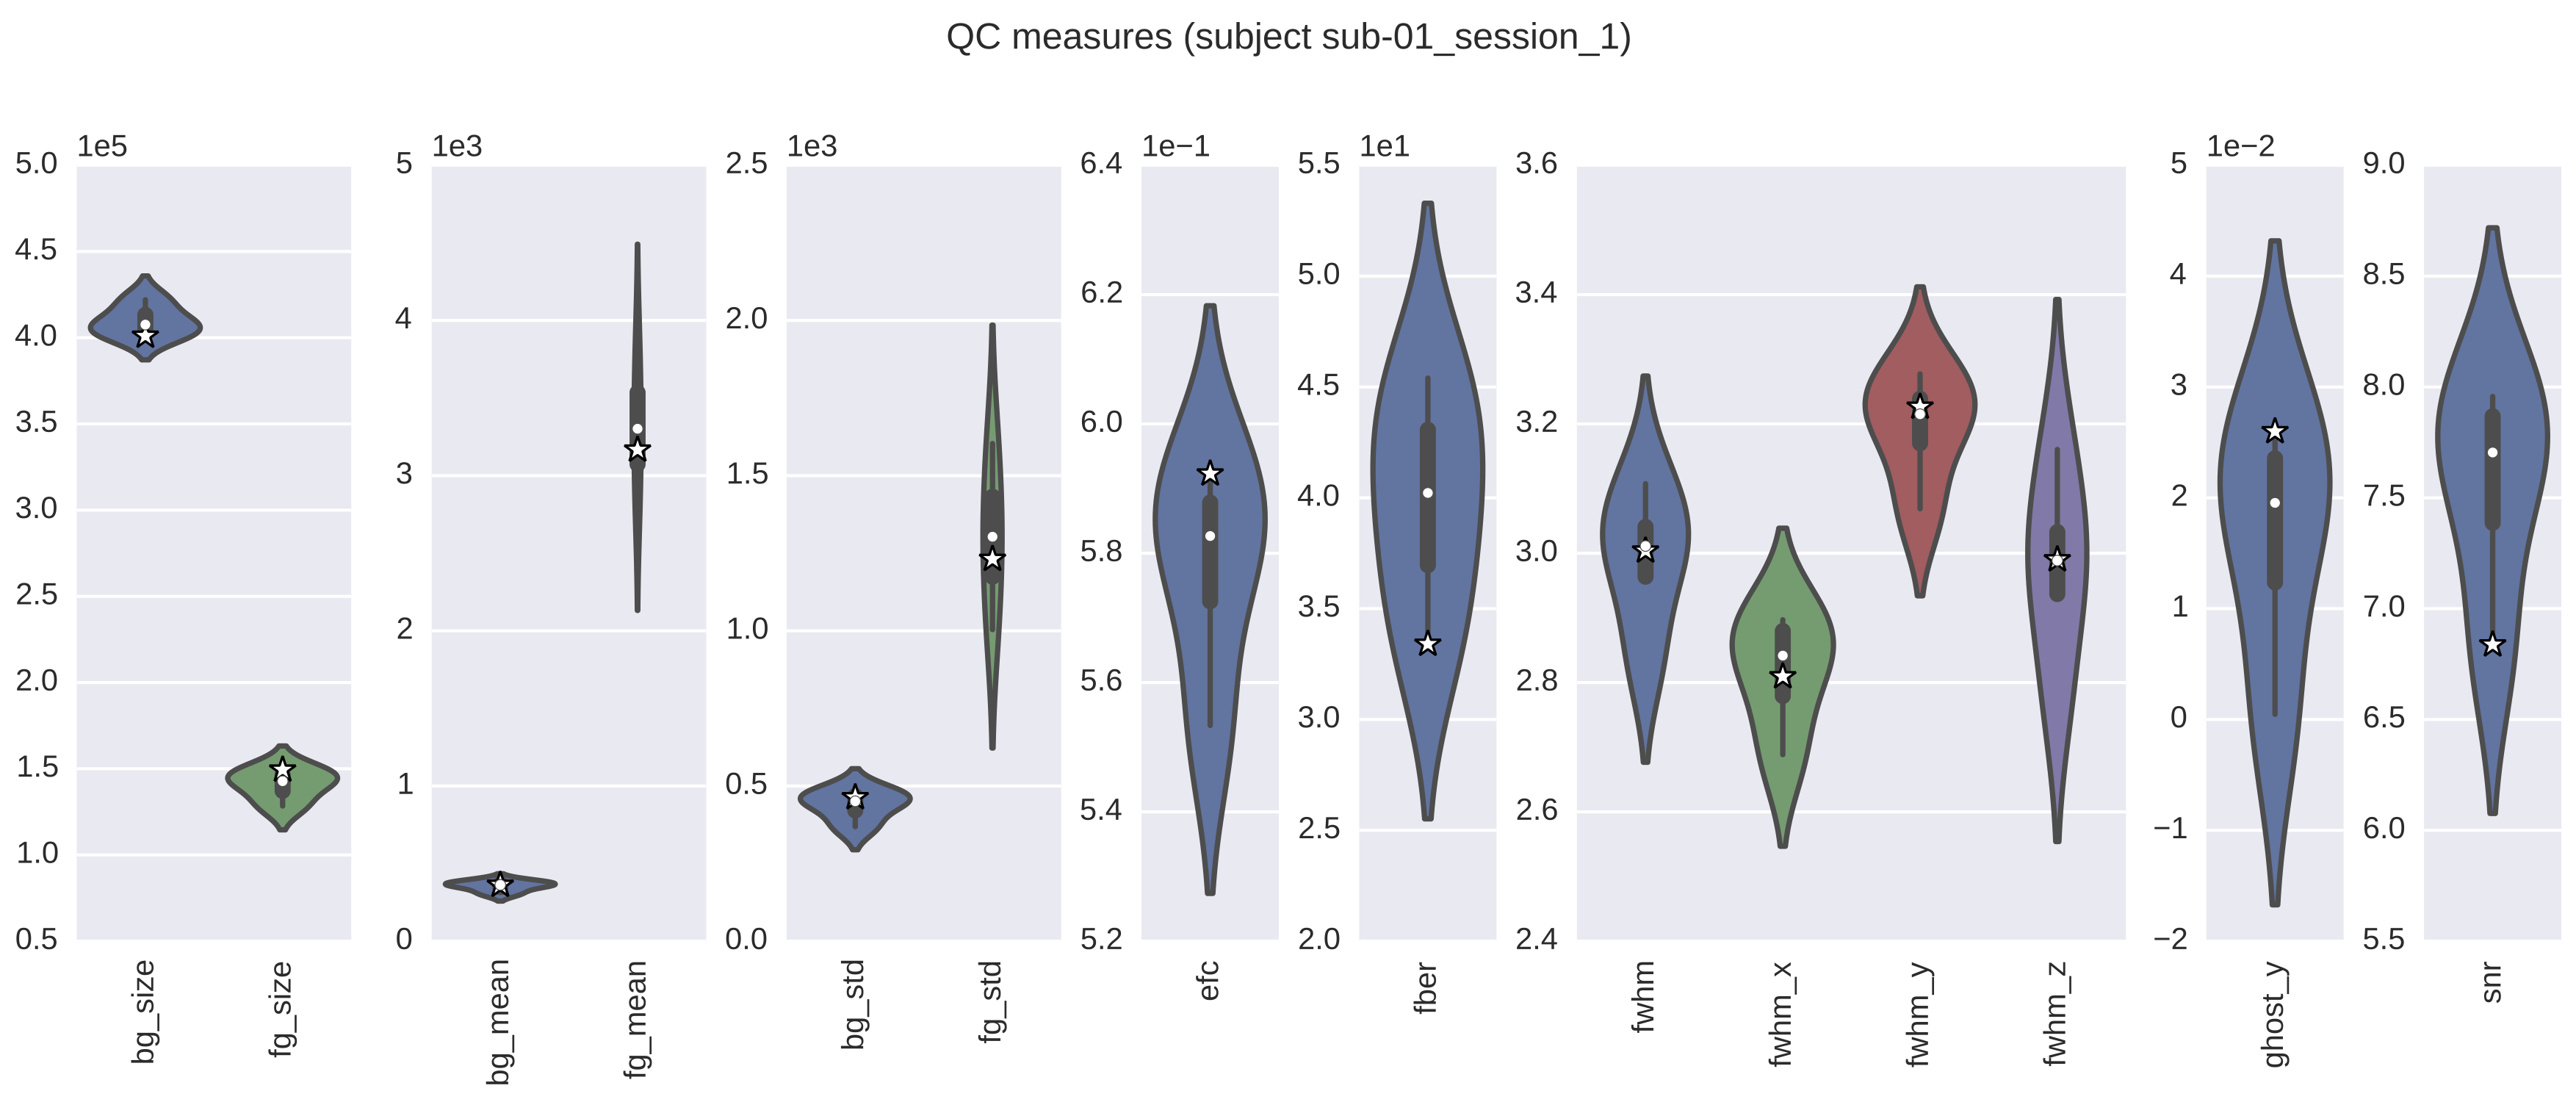 QC measures (subject sub-01_session_1)
1e5
5.0
4.5
4.0
3.5
3.0
2.5
2.0
1.5
1.0
0.5
bg_size
fg_size
1e3
5
4
3
2
1
0
bg_mean
fg_mean
1e3
2.5
2.0
1.5
1.0
0.5
0.0
bg_std
fg_std
1e−1
6.4
6.2
6.0
5.8
5.6
5.4
5.2
efc
1e1
5.5
5.0
4.5
4.0
3.5
3.0
2.5
2.0
fber
3.6
3.4
3.2
3.0
2.8
2.6
2.4
fwhm
fwhm_x
fwhm_y
fwhm_z
1e−2
5
4
3
2
1
0
−1
−2
ghost_y
9.0
8.5
8.0
7.5
7.0
6.5
6.0
5.5
snr